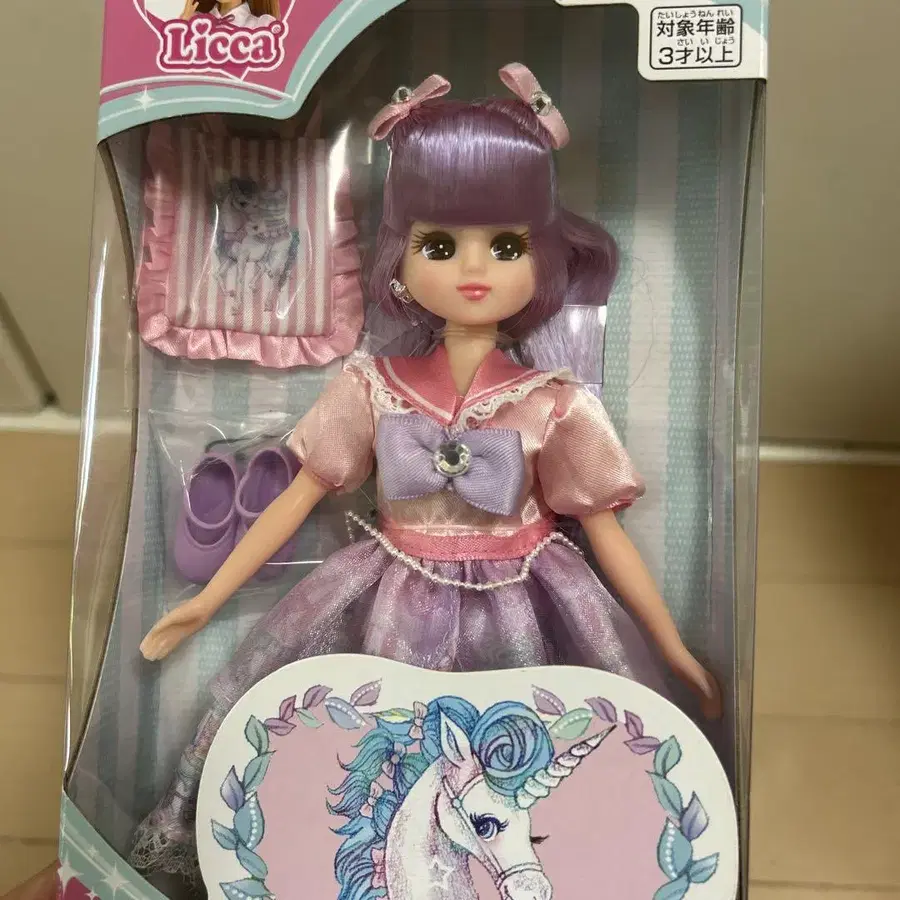 Licca
たいしょうねんれい
対象年齢
さい いじょう
3才以上